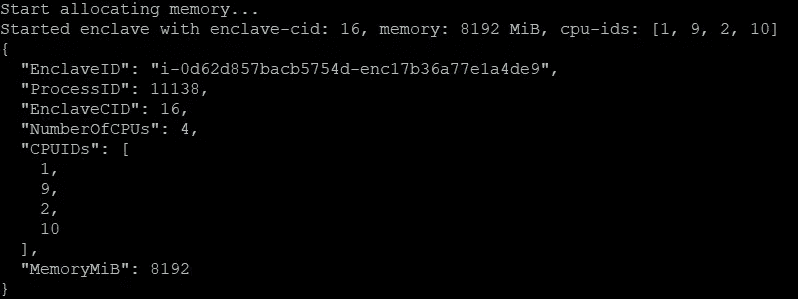 Start allocating memory...
Started enclave with enclave-cid: 16, memory: 8192 MiB, cpu-ids: [1, 9, 2, 10]
{
  "EnclaveID": "i-0d62d857bacb5754d-enc17b36a77e1a4de9",
  "ProcessID": 11138,
  "EnclaveCID": 16,
  "NumberOfCPUs": 4,
  "CPUIDs": [
    1,
    9,
    2,
    10
  ],
  "MemoryMiB": 8192
}